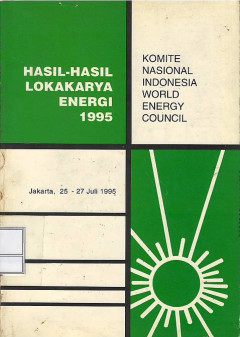 HASIL-HASIL
LOKAKARYA
ENERGI
1995
KOMITE
NASIONAL
INDONESIA
WORLD
ENERGY
COUNCIL
Jakarta, 25 - 27 Juli 1995